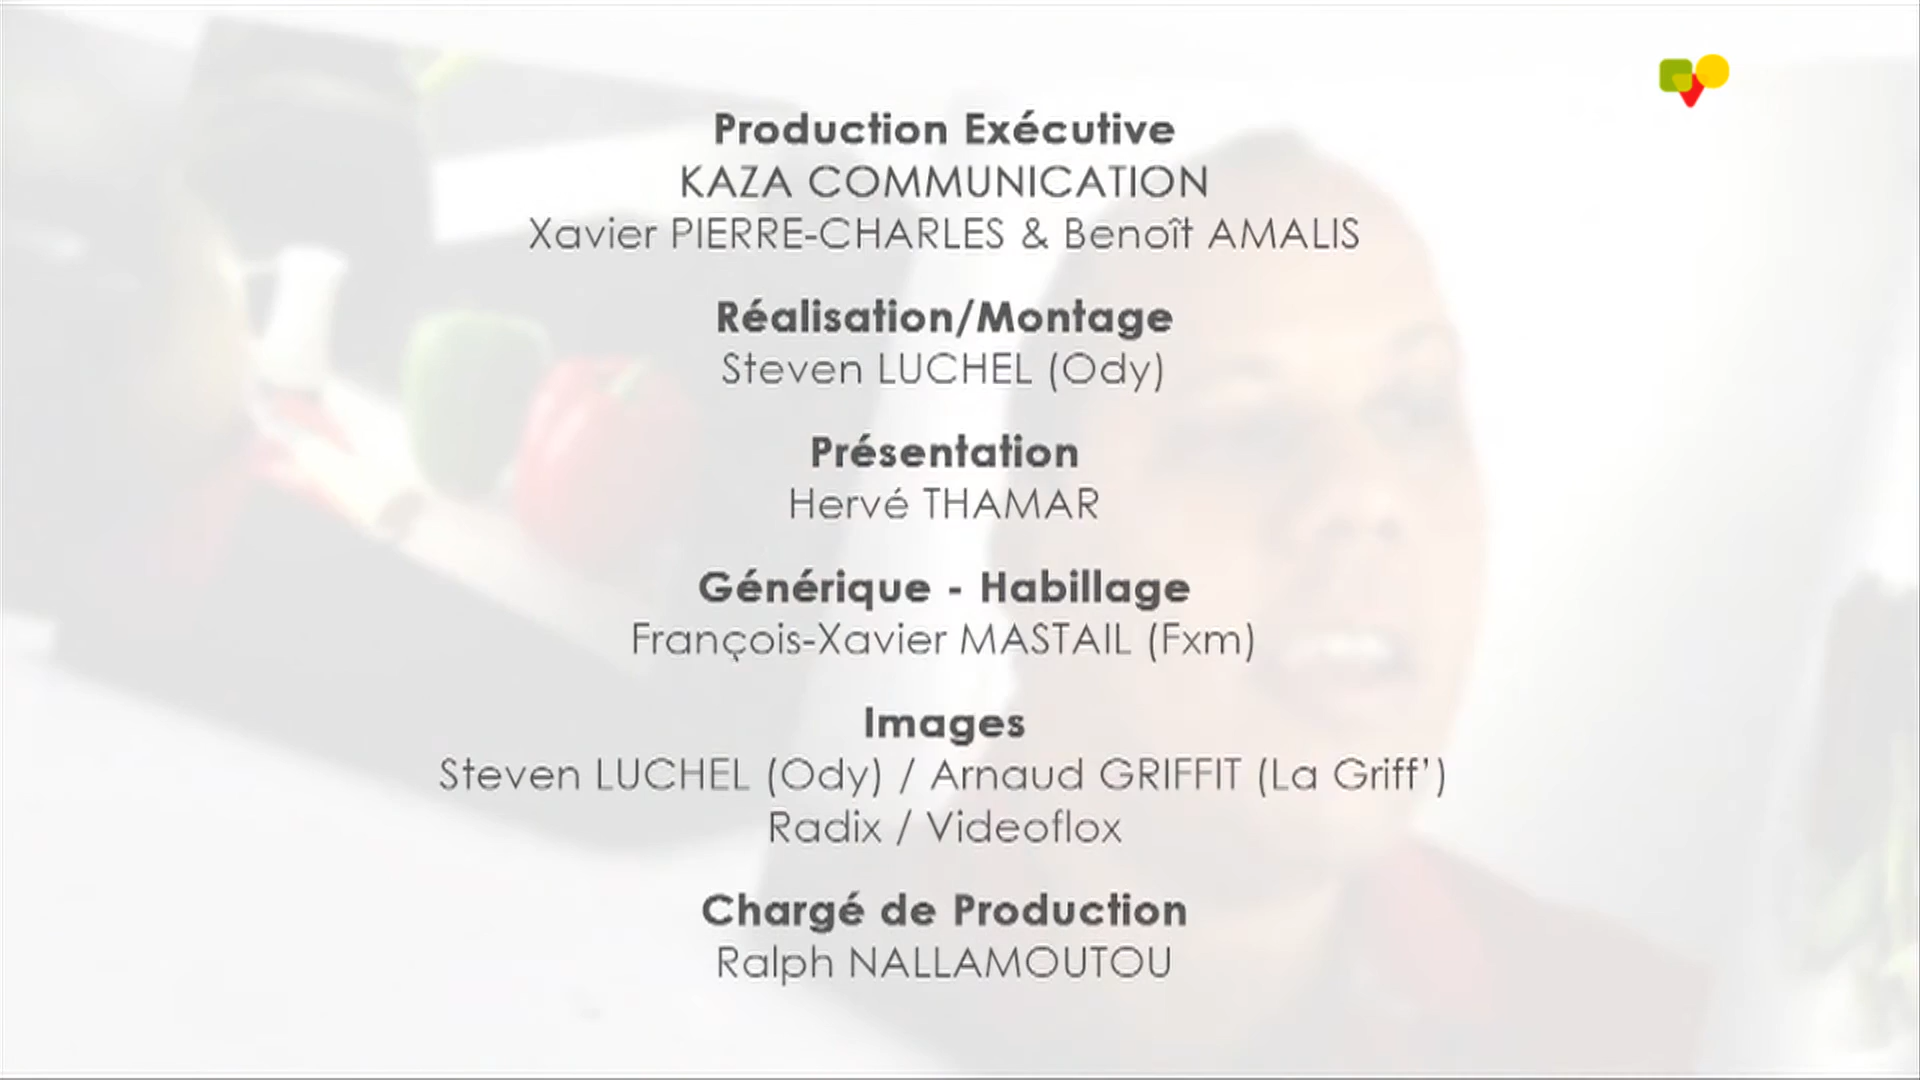 Production Exécutive
KAZA COMMUNICATION
Xavier PIERRE-CHARLES & Benoît AMALIS
Réalisation/Montage
Steven LUCHEL (Ody)
Présentation
Hervé THAMAR
Générique - Habillage
François-Xavier MASTAIL (Fxm)
Images
Steven LUCHEL (Ody) / Arnaud GRIFFIT (La Griff’)
Radix / Videoflox
Chargé de Production
Ralph NALLAMOUTOU